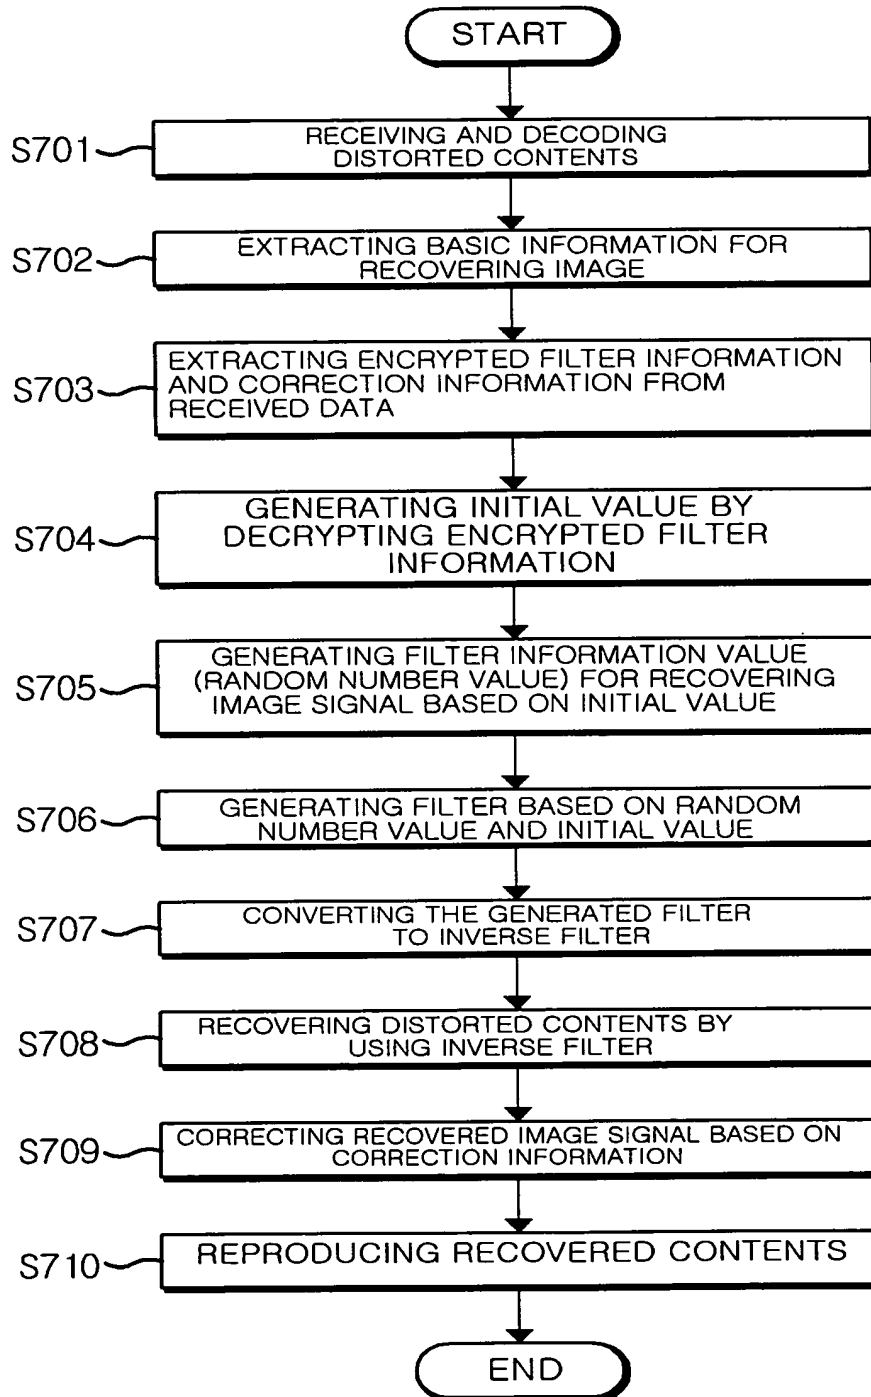 START
S701
RECEIVING AND DECODING
DISTORTED CONTENTS
S702
EXTRACTING BASIC INFORMATION FOR
RECOVERING IMAGE
S703
EXTRACTING ENCRYPTED FILTER INFORMATION
AND CORRECTION INFORMATION FROM
RECEIVED DATA
S704
GENERATING INITIAL VALUE BY
DECRYPTING ENCRYPTED FILTER
INFORMATION
S705
GENERATING FILTER INFORMATION VALUE
(RANDOM NUMBER VALUE) FOR RECOVERING
IMAGE SIGNAL BASED ON INITIAL VALUE
S706
GENERATING FILTER BASED ON RANDOM
NUMBER VALUE AND INITIAL VALUE
S707
CONVERTING THE GENERATED FILTER
TO INVERSE FILTER
S708
RECOVERING DISTORTED CONTENTS BY
USING INVERSE FILTER
S709
CORRECTING RECOVERED IMAGE SIGNAL BASED ON
CORRECTION INFORMATION
S710
REPRODUCING RECOVERED CONTENTS
END